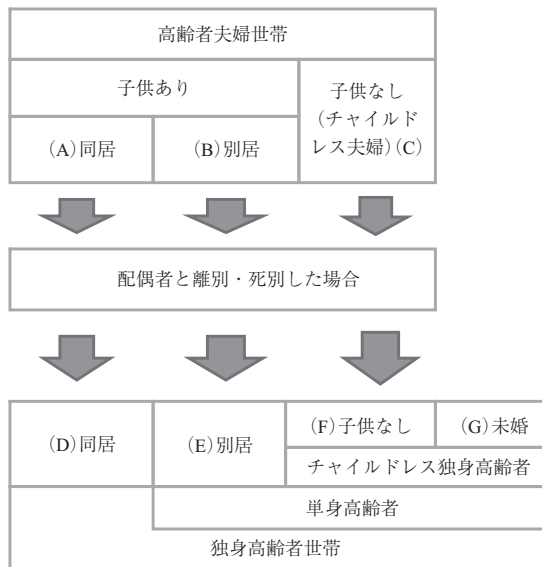 高齢者夫婦世帯
子供あり
子供なし
(チャイルド
レス夫婦)(C)
(A)同居
(B)別居
配偶者と離別・死別した場合
(D)同居
(E)別居
(F)子供なし
(G)未婚
チャイルドレス独身高齢者
単身高齢者
独身高齢者世帯